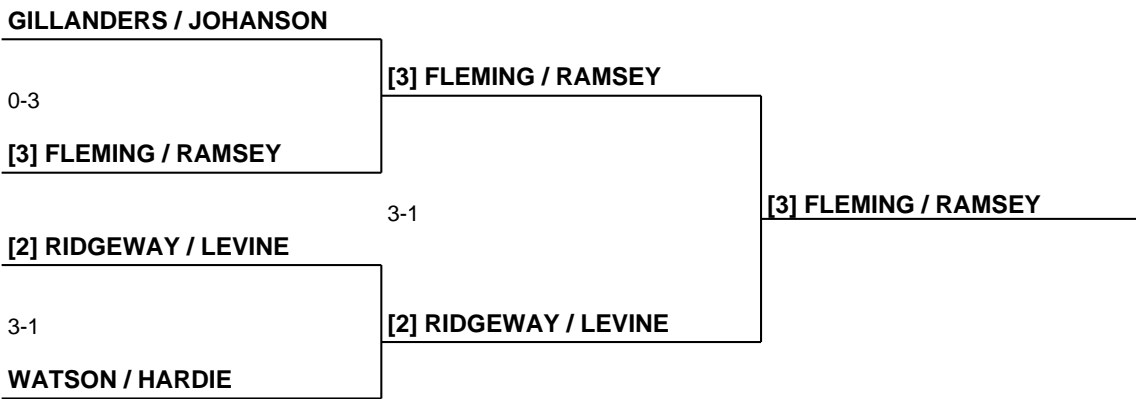 GILLANDERS / JOHANSON
[3] FLEMING / RAMSEY
0-3
[3] FLEMING / RAMSEY
[3] FLEMING / RAMSEY
3-1
[2] RIDGEWAY / LEVINE
3-1
[2] RIDGEWAY / LEVINE
WATSON / HARDIE